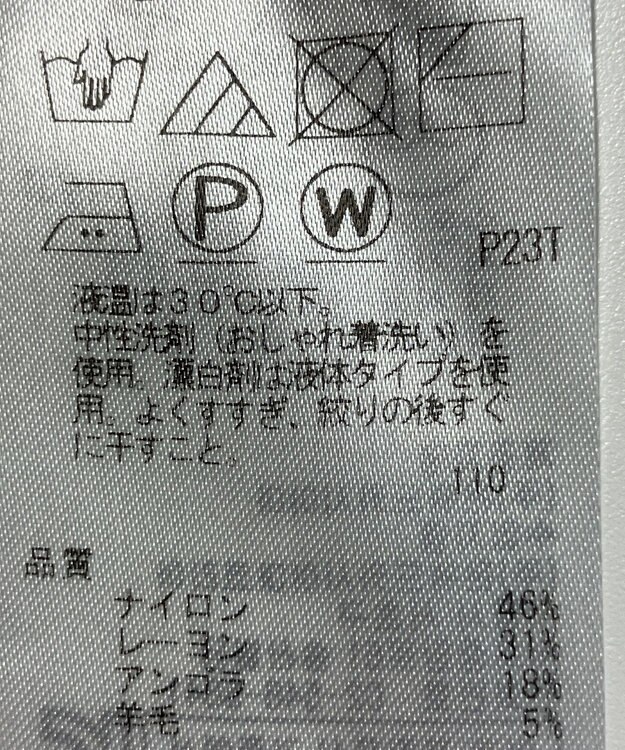 P W
P23T
液温は３０℃以下。
中性洗剤（おしゃれ着洗い）を
使用。漂白剤は液体タイプを使
用。よくすすぎ、絞りの後すぐ
に干すこと。
110
品質
ナイロン 46%
レーヨン 31%
アンゴラ 18%
羊毛 5%